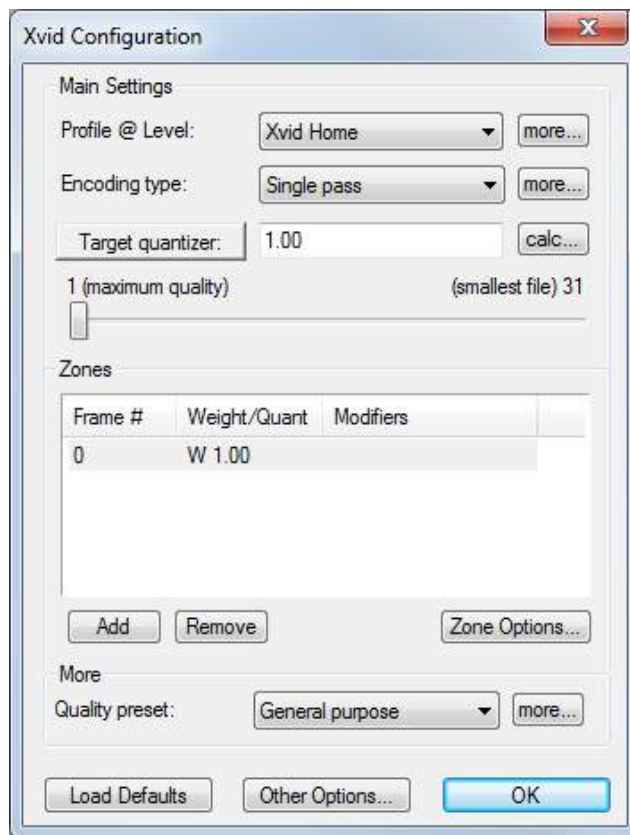 Xvid Configuration
Main Settings
Profile @ Level: Xvid Home more...
Encoding type: Single pass more...
Target quantizer: 1.00 calc...
1 (maximum quality) (smallest file) 31
Zones
Frame # Weight/Quant Modifiers
0 W 1.00
Add Remove Zone Options...
More
Quality preset: General purpose more...
Load Defaults Other Options... OK